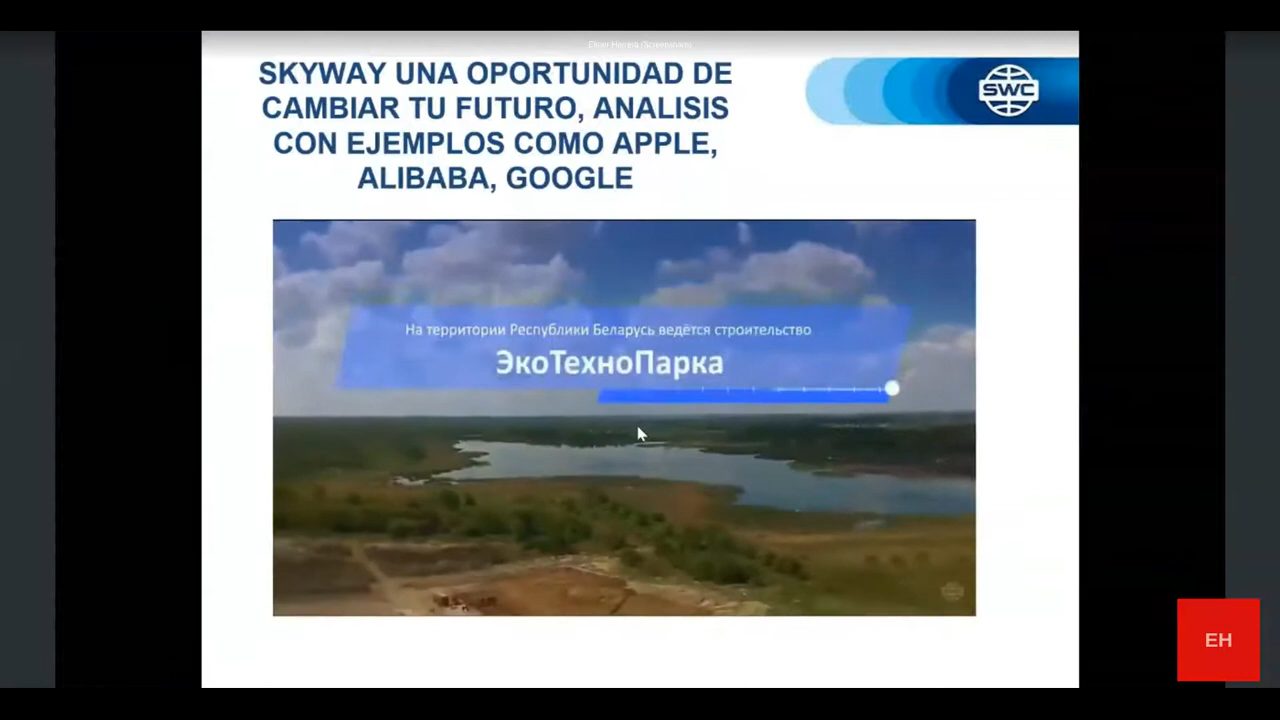 SKYWAY UNA OPORTUNIDAD DE
CAMBIAR TU FUTURO, ANALISIS
CON EJEMPLOS COMO APPLE,
ALIBABA, GOOGLE
SWC
На территории Республики Беларусь ведётся строительство
ЭкоТехноПарка
EH